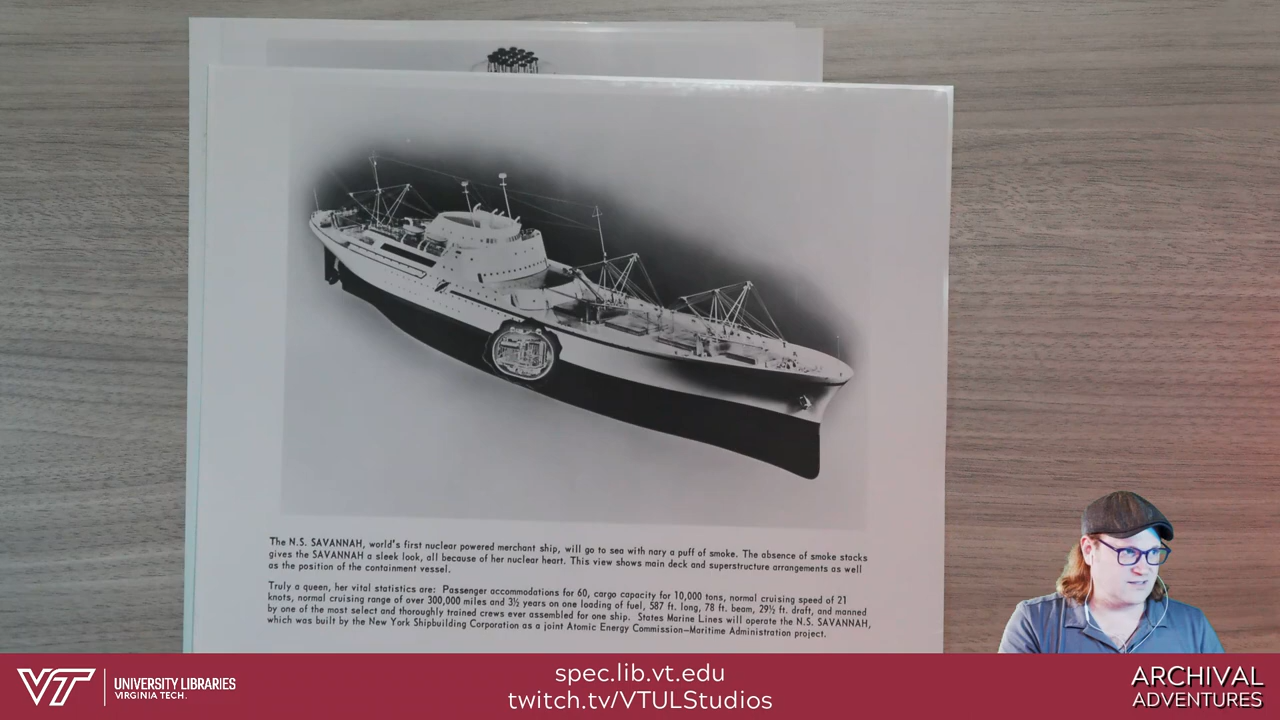 The N.S. SAVANNAH, world's first nuclear powered merchant ship, will go to sea with nary a puff of smoke. The absence of smoke stacks
gives the SAVANNAH a sleek look, all because of her nuclear heart. This view shows main deck and superstructure arrangements as well
as the position of the containment vessel.
Truly a queen, her vital statistics are: Passenger accommodations for 60, cargo capacity for 10,000 tons, normal cruising speed of 21
knots, normal cruising range of over 300,000 miles and 3½ years on one loading of fuel, 587 ft. long, 78 ft. beam, 29½ ft. draft, and manned
by one of the most select and thoroughly trained crews ever assembled for one ship. States Marine Lines will operate the N.S. SAVANNAH,
which was built by the New York Shipbuilding Corporation as a joint Atomic Energy Commission—Maritime Administration project.
VT
UNIVERSITY LIBRARIES
VIRGINIA TECH.
spec.lib.vt.edu
twitch.tv/VTULStudios
ARCHIVAL
ADVENTURES